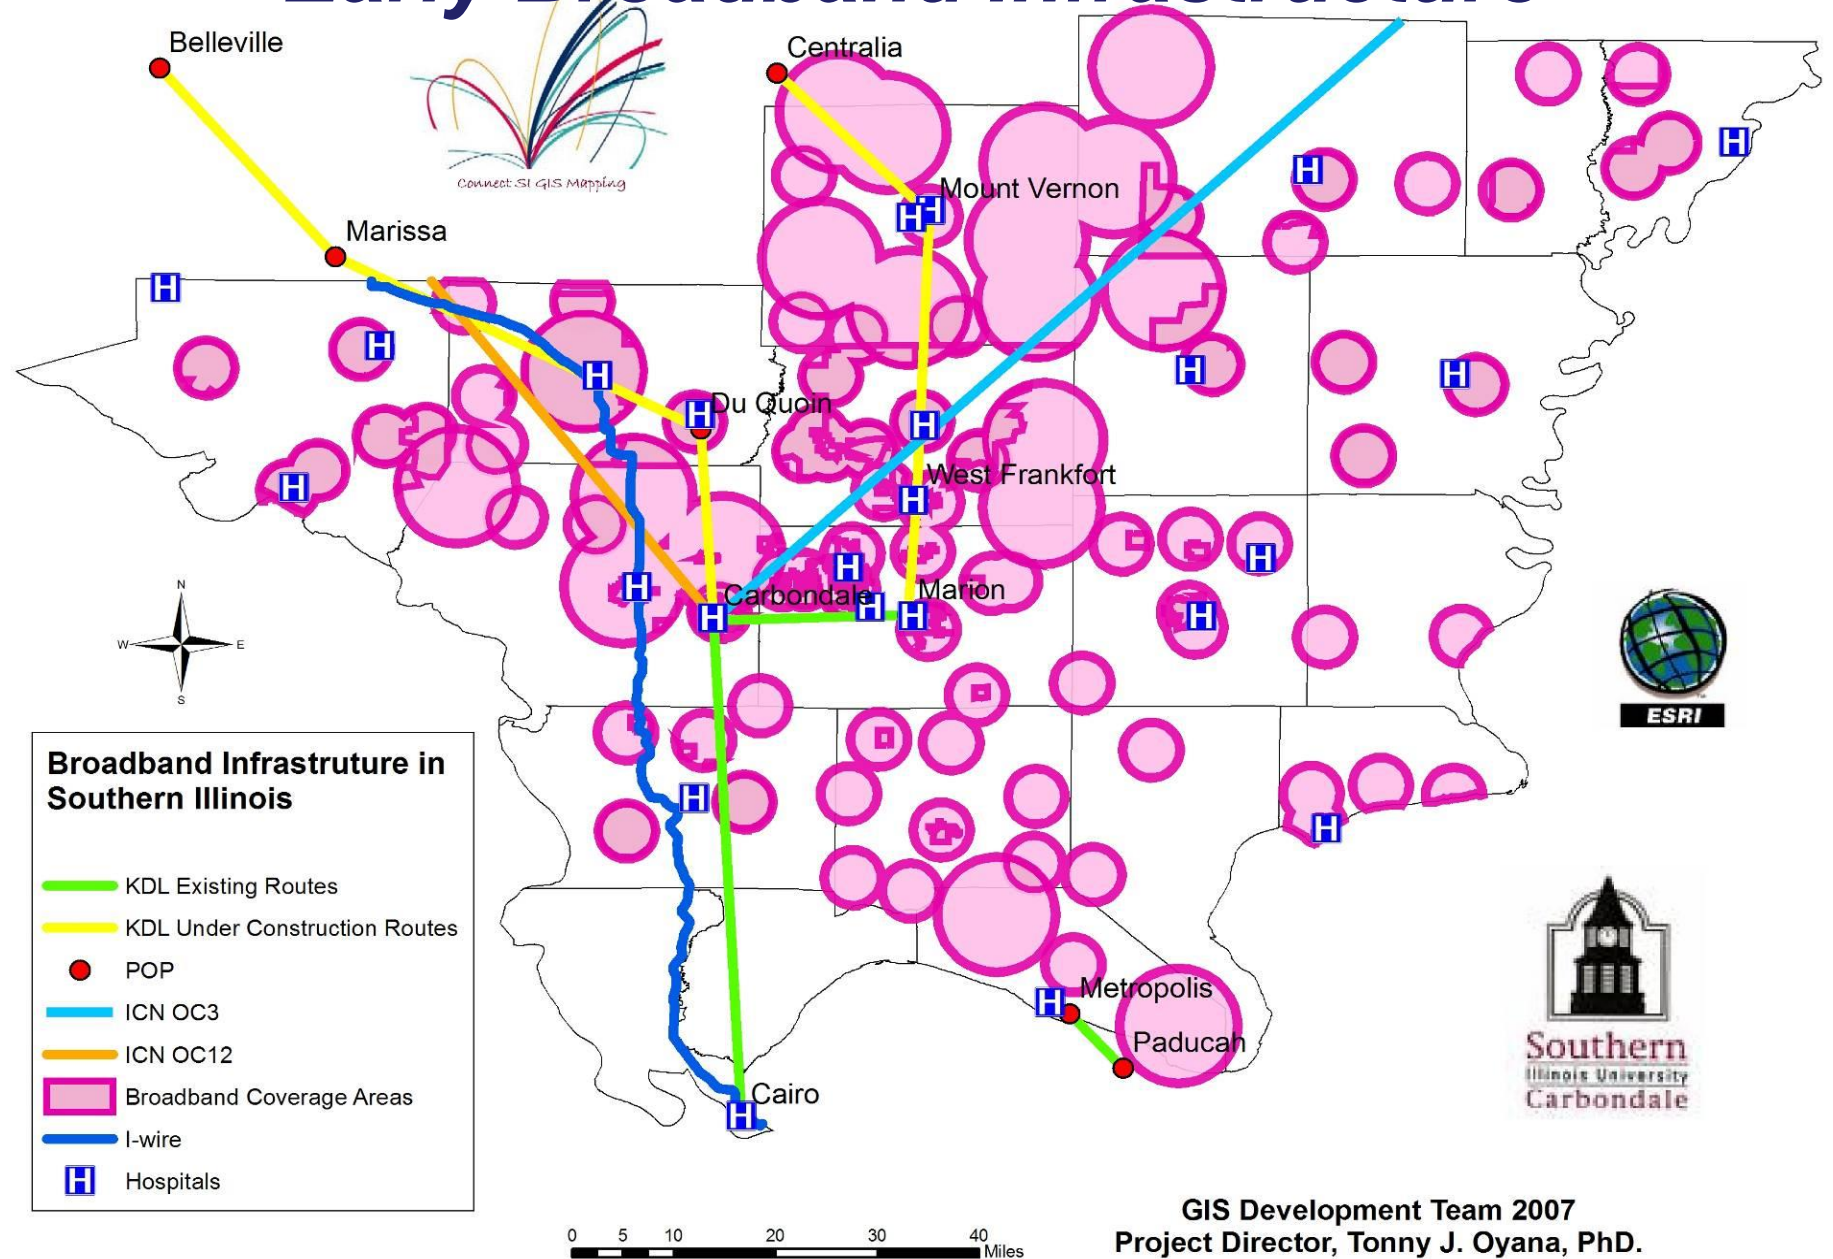 Early Broadband Infrastructure
Belleville
Centralia
Connect SI GIS Mapping
Mount Vernon
Marissa
Du Quoin
West Frankfort
Carbondale
Marion
N
W
E
S
ESRI
Broadband Infrastruture in
Southern Illinois
KDL Existing Routes
KDL Under Construction Routes
POP
ICN OC3
ICN OC12
Broadband Coverage Areas
I-wire
H Hospitals
Metropolis
Paducah
Cairo
Southern
Illinois University
Carbondale
0 5 10 20 30 40
Miles
GIS Development Team 2007
Project Director, Tonny J. Oyana, PhD.